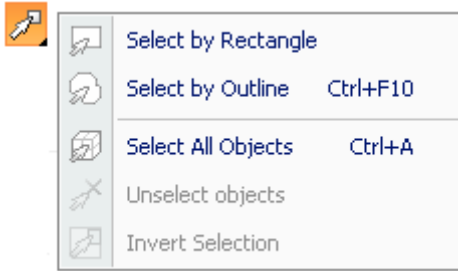 Select by Rectangle
Select by Outline Ctrl+F10
Select All Objects Ctrl+A
Unselect objects
Invert Selection